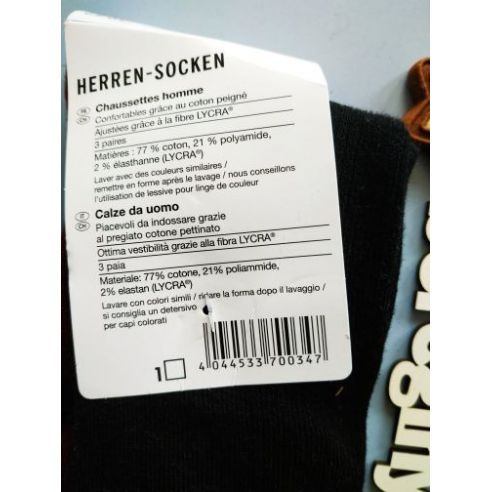 HERREN-SOCKEN
FR Chaussettes homme
CH Confortables grâce au coton peigné
Ajustées grâce à la fibre LYCRA®
3 paires
Matières : 77 % coton, 21 % polyamide,
2 % élasthanne (LYCRA®)
Laver avec des couleurs similaires /
remettre en forme après le lavage / nous conseillons
l'utilisation de lessive pour linge de couleur
IT Calze da uomo
CH Piacevoli da indossare grazie
al pregiato cotone pettinato
Ottima vestibilità grazie alla fibra LYCRA®
3 paia
Materiale: 77% cotone, 21% poliammide,
2% elastan (LYCRA®)
Lavare con colori simili / ridare la forma dopo il lavaggio /
si consiglia un detersivo
per capi colorati
1
4 044533 700347